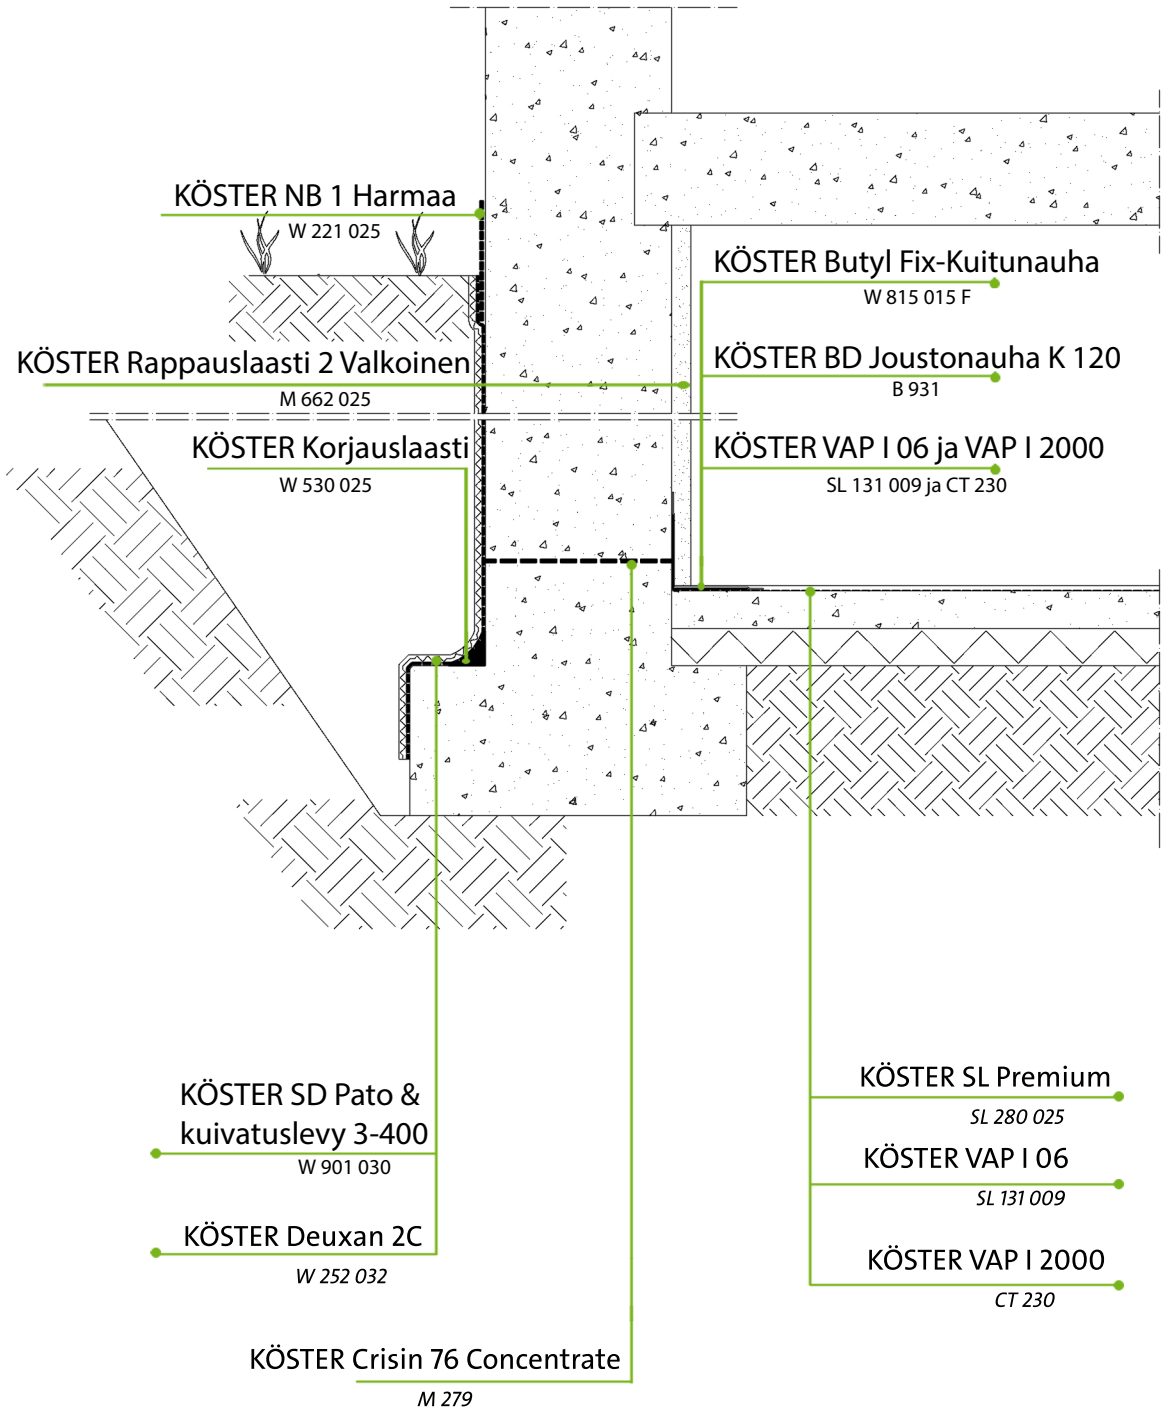 KÖSTER NB 1 Harmaa
W 221 025
KÖSTER Butyl Fix-Kuitunauha
W 815 015 F
KÖSTER Rappauslaasti 2 Valkoinen
M 662 025
KÖSTER BD Joustonauha K 120
B 931
KÖSTER Korjauslaasti
W 530 025
KÖSTER VAP I 06 ja VAP I 2000
SL 131 009 ja CT 230
KÖSTER SD Pato &
kuivatuslevy 3-400
W 901 030
KÖSTER Deuxan 2C
W 252 032
KÖSTER Crisin 76 Concentrate
M 279
KÖSTER SL Premium
SL 280 025
KÖSTER VAP I 06
SL 131 009
KÖSTER VAP I 2000
CT 230